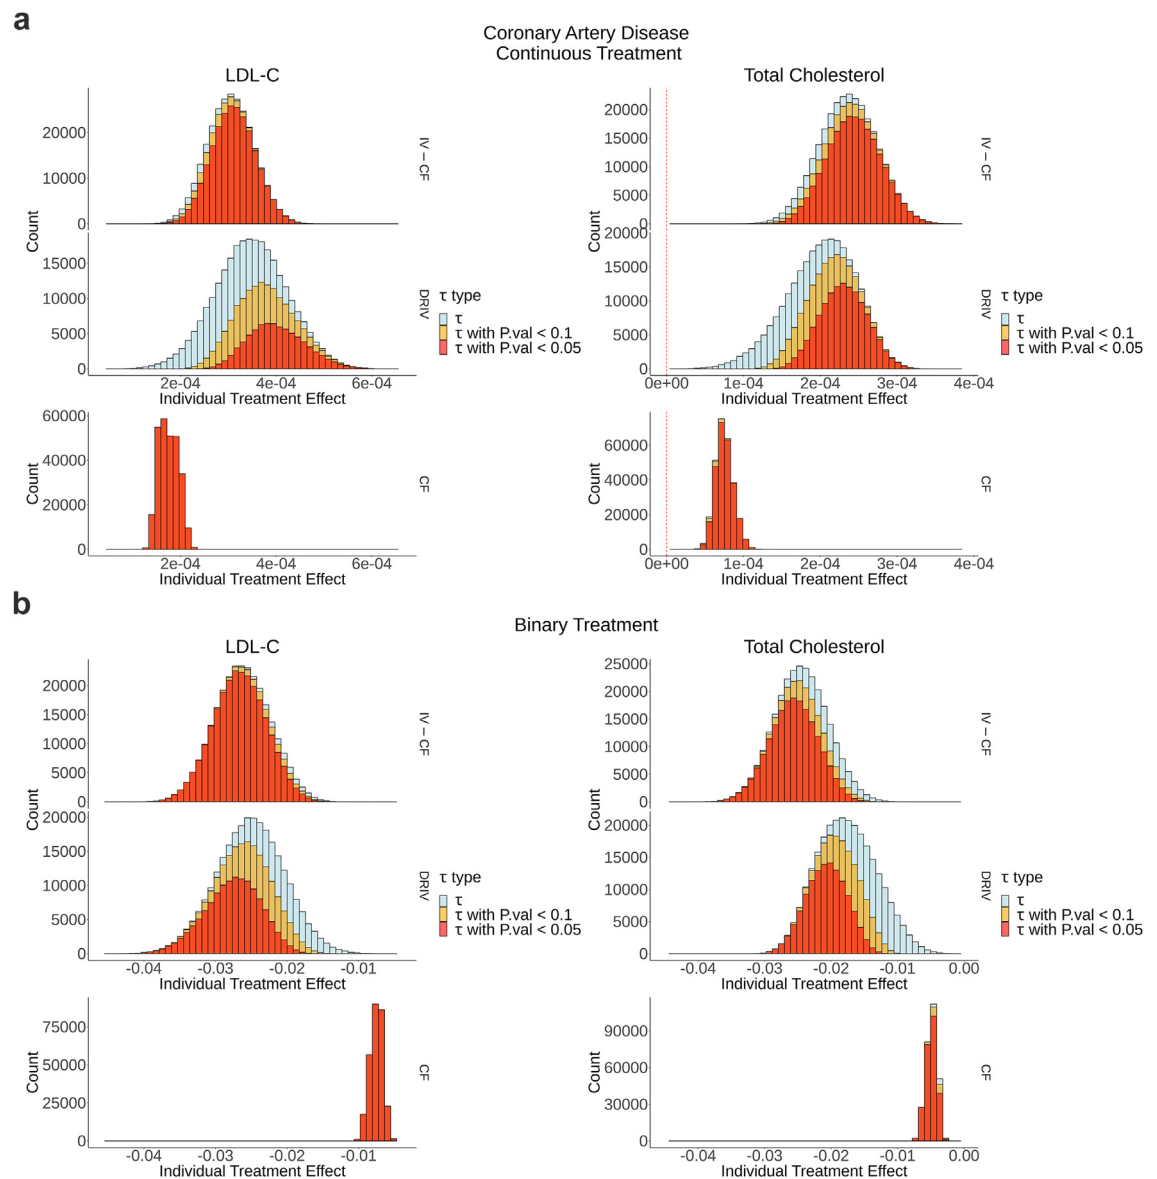 a
Coronary Artery Disease
Continuous Treatment
LDL-C
Total Cholesterol
20000
10000
0
IV – CF
20000
15000
10000
5000
0
IV – CF
Count
15000
10000
5000
0
DRIV
2e-04 4e-04 6e-04
Individual Treatment Effect
τ type
τ
τ with P.val < 0.1
τ with P.val < 0.05
Count
20000
15000
10000
5000
0
DRIV
0e+00 1e-04 2e-04 3e-04 4e-04
Individual Treatment Effect
τ type
τ
τ with P.val < 0.1
τ with P.val < 0.05
Count
60000
40000
20000
0
CF
2e-04 4e-04 6e-04
Individual Treatment Effect
Count
60000
40000
20000
0
CF
0e+00 1e-04 2e-04 3e-04 4e-04
Individual Treatment Effect
b
Binary Treatment
LDL-C
Total Cholesterol
20000
15000
10000
5000
0
IV – CF
25000
20000
15000
10000
5000
0
IV – CF
Count
20000
15000
10000
5000
0
DRIV
-0.04 -0.03 -0.02 -0.01
Individual Treatment Effect
τ type
τ
τ with P.val < 0.1
τ with P.val < 0.05
Count
20000
15000
10000
5000
0
DRIV
-0.04 -0.03 -0.02 -0.01 0.00
Individual Treatment Effect
τ type
τ
τ with P.val < 0.1
τ with P.val < 0.05
Count
75000
50000
25000
0
CF
-0.04 -0.03 -0.02 -0.01
Individual Treatment Effect
Count
90000
60000
30000
0
CF
-0.04 -0.03 -0.02 -0.01 0.00
Individual Treatment Effect